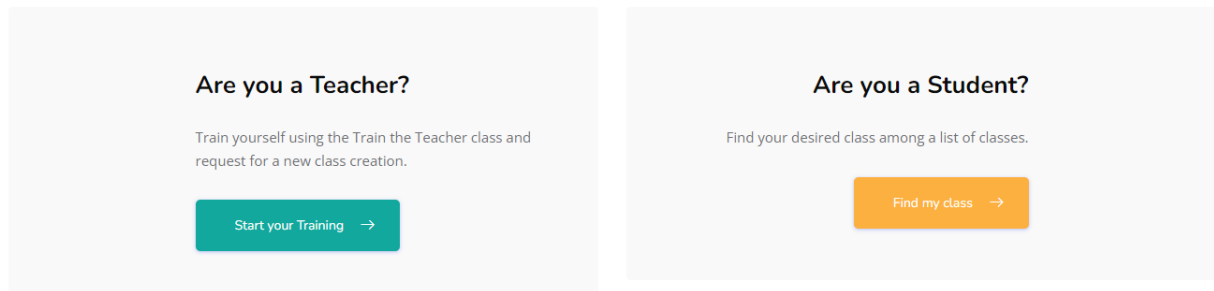 Are you a Teacher?
Train yourself using the Train the Teacher class and
request for a new class creation.
Start your Training →
Are you a Student?
Find your desired class among a list of classes.
Find my class →